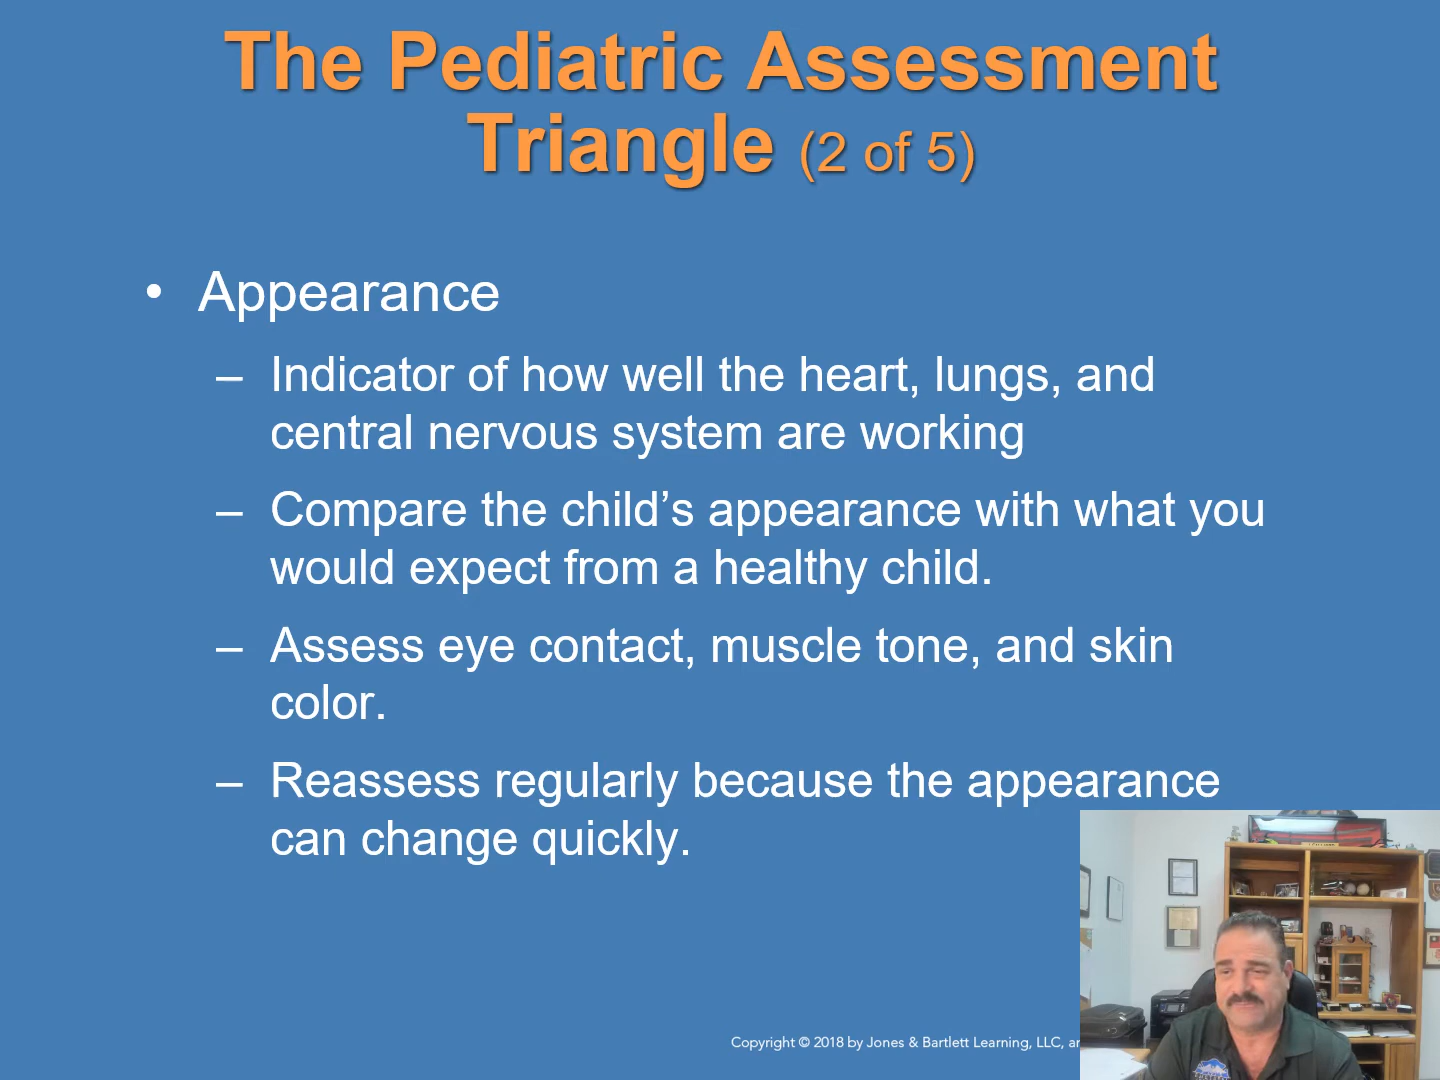 The Pediatric Assessment
Triangle (2 of 5)
• Appearance
– Indicator of how well the heart, lungs, and
central nervous system are working
– Compare the child’s appearance with what you
would expect from a healthy child.
– Assess eye contact, muscle tone, and skin
color.
– Reassess regularly because the appearance
can change quickly.
Copyright © 2018 by Jones & Bartlett Learning, LLC, an